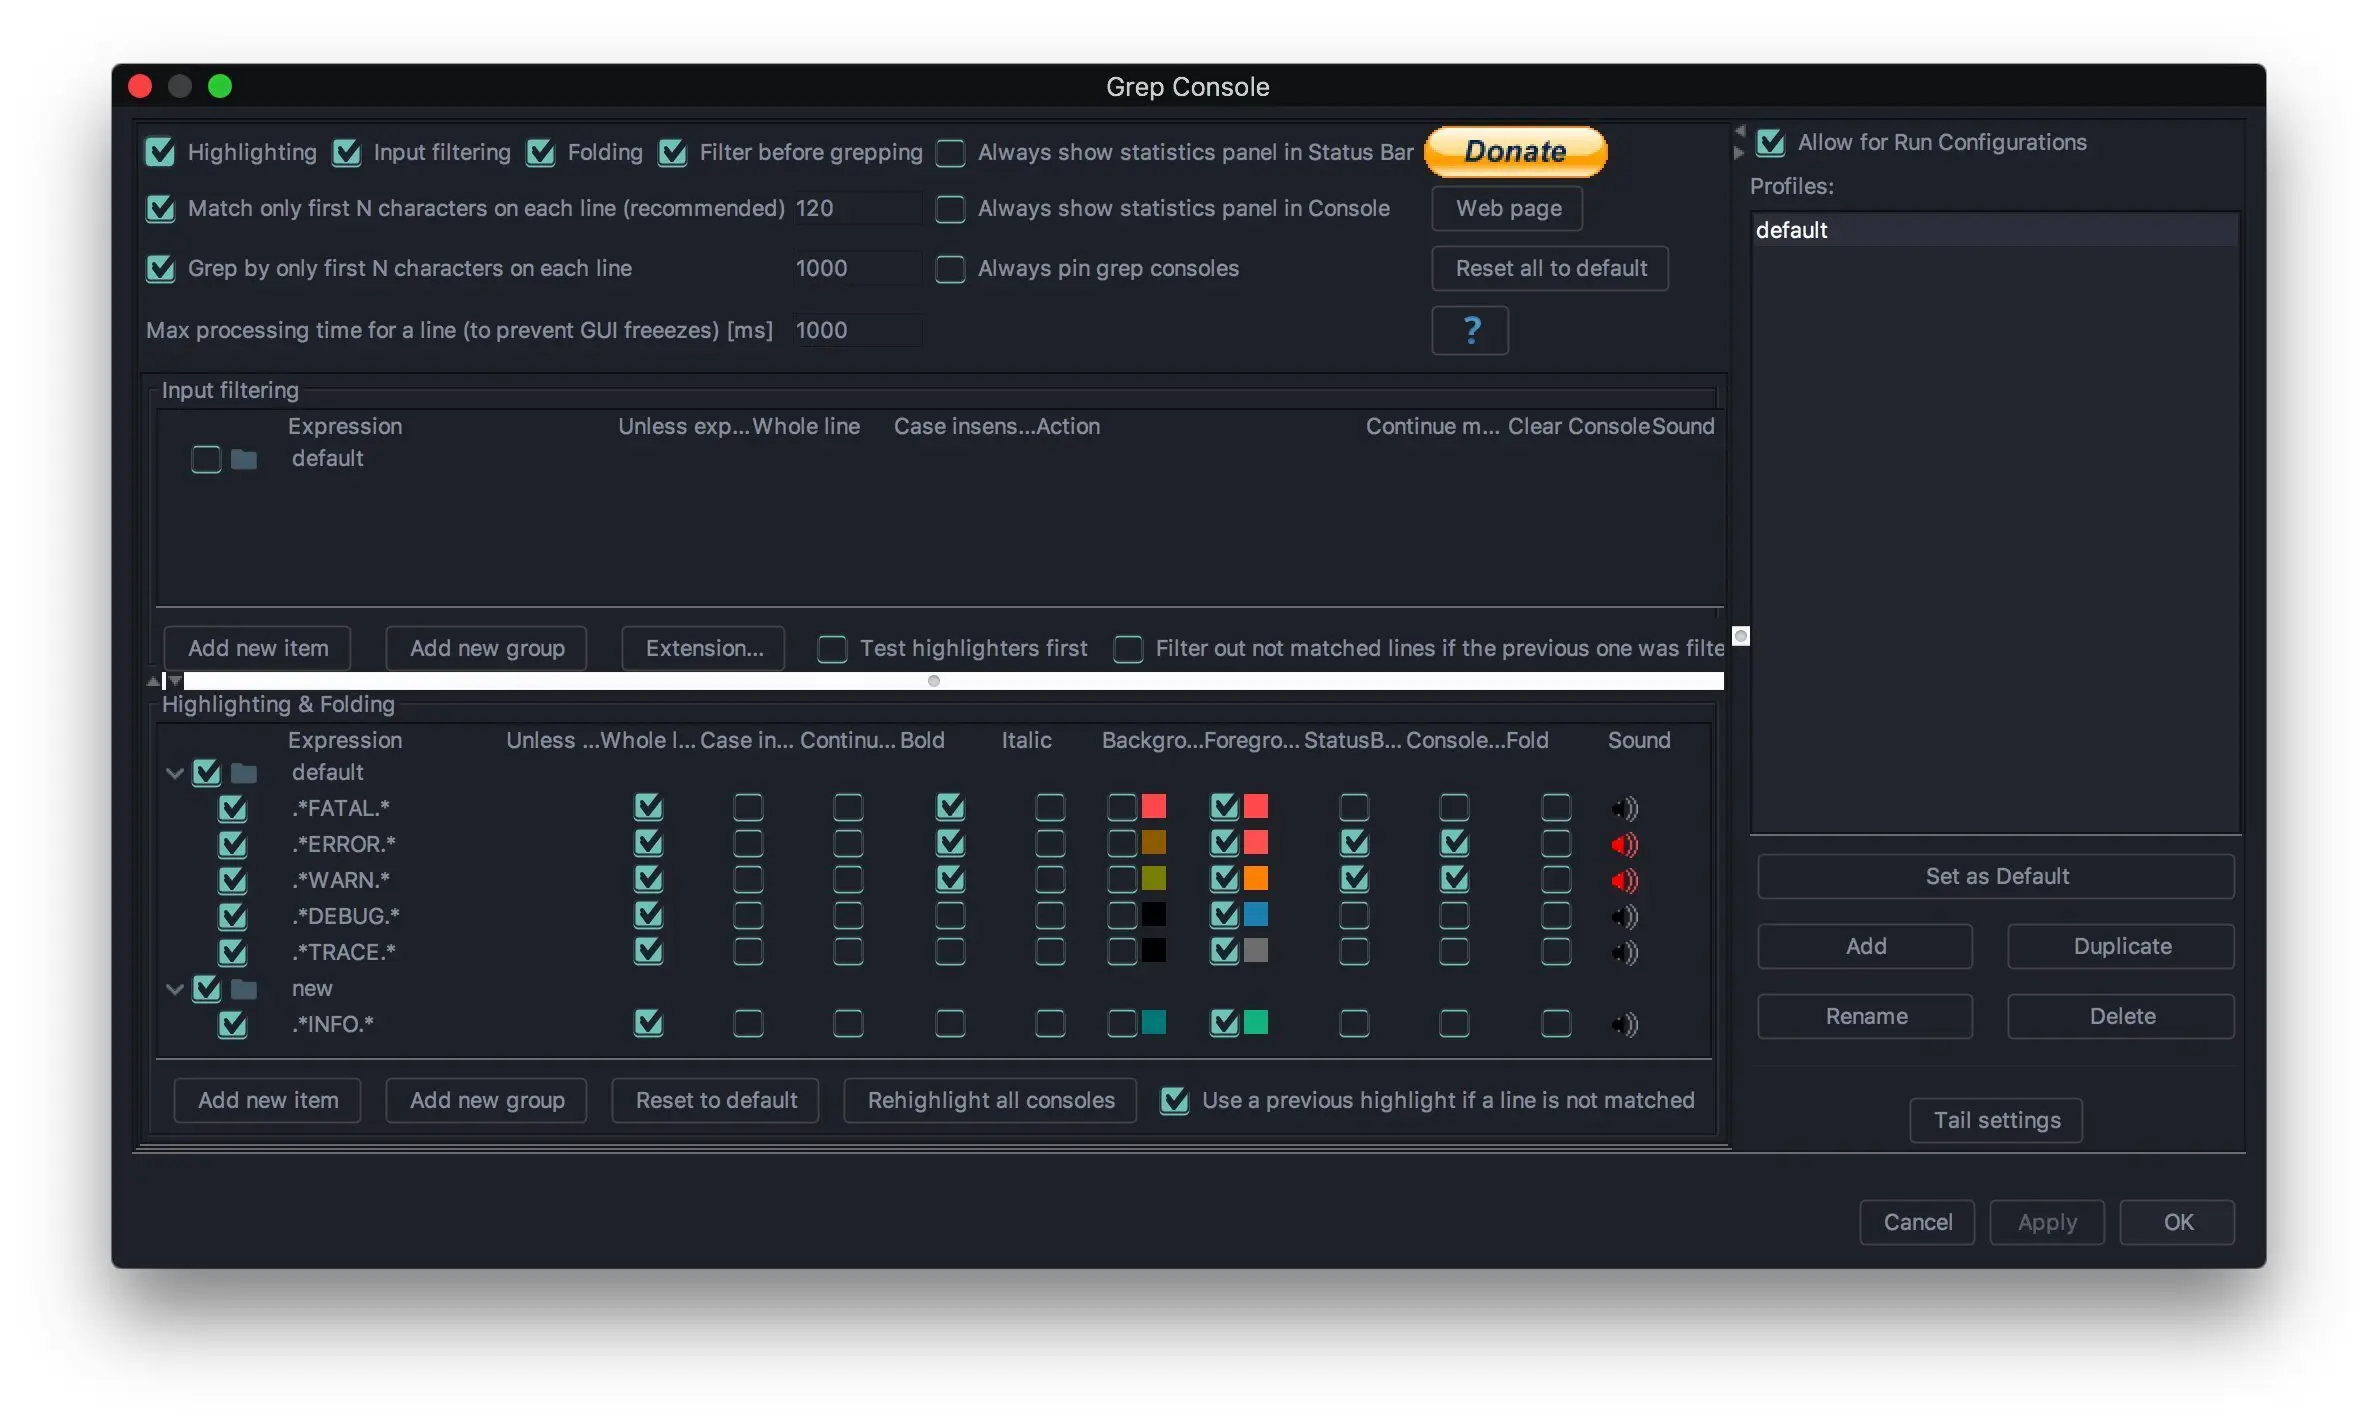 Grep Console
Highlighting Input filtering Folding Filter before grepping Always show statistics panel in Status Bar Donate
Match only first N characters on each line (recommended) 120 Always show statistics panel in Console Web page
Grep by only first N characters on each line 1000 Always pin grep consoles Reset all to default
Max processing time for a line (to prevent GUI freeezes) [ms] 1000 ?
Allow for Run Configurations
Profiles:
default
Input filtering
Expression Unless exp... Whole line Case insens... Action Continue m... Clear Console Sound
default
Add new item Add new group Extension... Test highlighters first Filter out not matched lines if the previous one was filte
Highlighting & Folding
Expression Unless ... Whole l... Case in... Continu... Bold Italic Backgro... Foregro... StatusB... Console... Fold Sound
default
.*FATAL.*
.*ERROR.*
.*WARN.*
.*DEBUG.*
.*TRACE.*
new
.*INFO.*
Add new item Add new group Reset to default Rehighlight all consoles Use a previous highlight if a line is not matched
Set as Default
Add Duplicate
Rename Delete
Tail settings
Cancel Apply OK